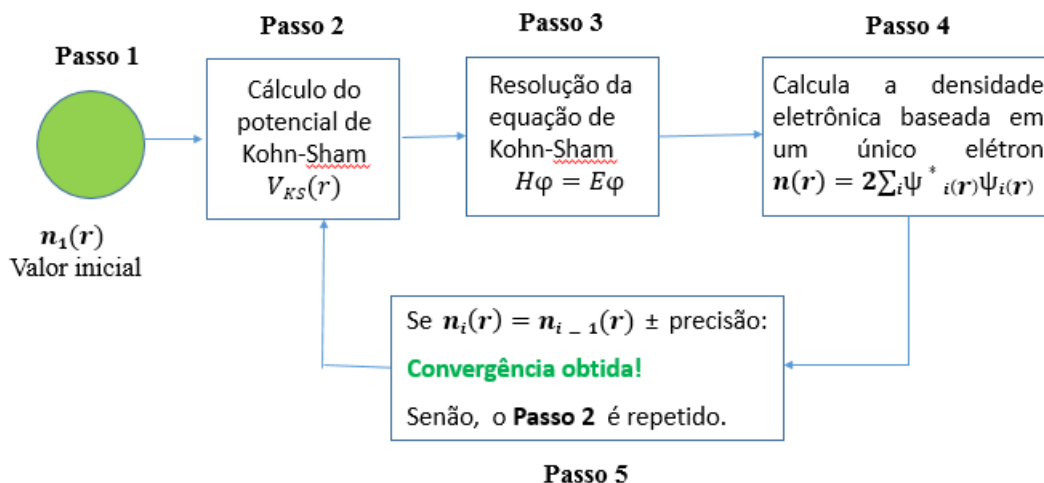 Passo 1
n₁(r)
Valor inicial
Passo 2
Cálculo do
potencial de
Kohn-Sham
V_KS(r)
Passo 3
Resolução da
equação de
Kohn-Sham
Hφ = Eφ
Passo 4
Calcula a densidade
eletrônica baseada em
um único elétron
n(r) = 2∑ᵢψ*ᵢ(r)ψᵢ(r)
Se nᵢ(r) = nᵢ₋₁(r) ± precisão:
Convergência obtida!
Senão, o Passo 2 é repetido.
Passo 5